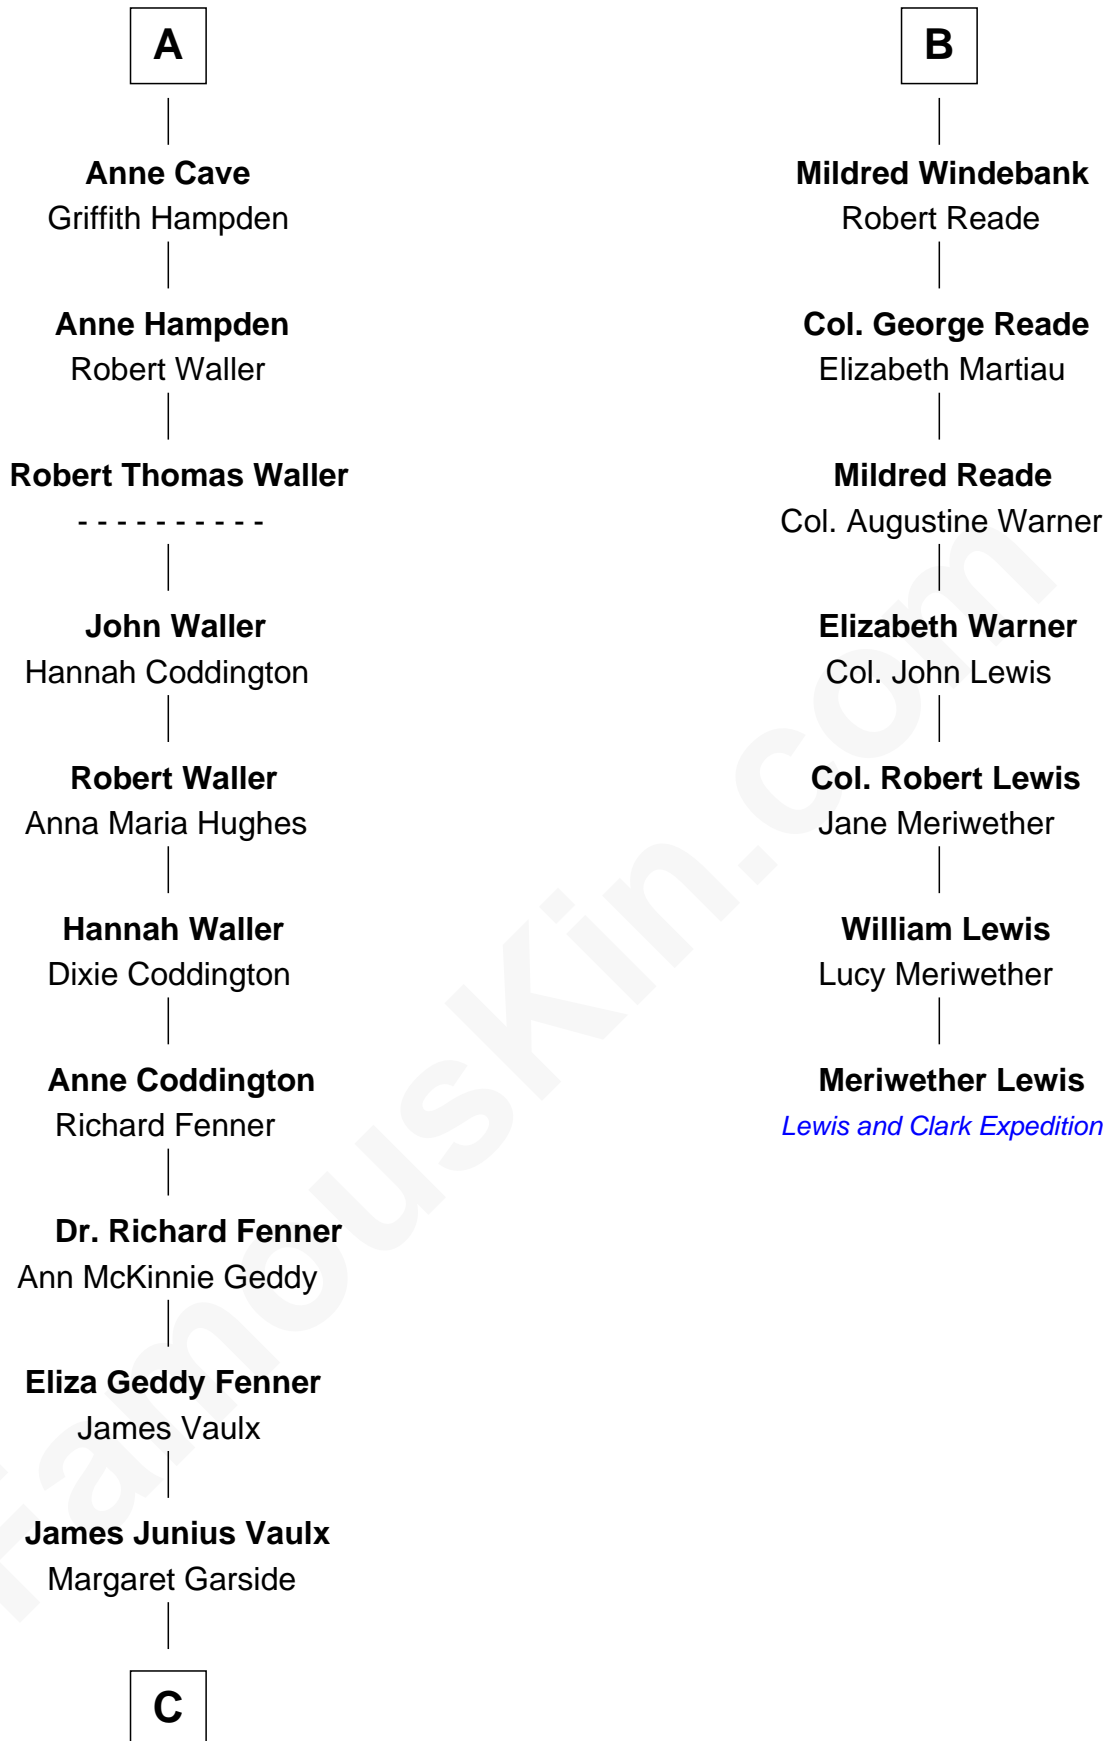 A
Anne Cave
Griffith Hampden
Anne Hampden
Robert Waller
Robert Thomas Waller
- - - - - - - - - -
John Waller
Hannah Coddington
Robert Waller
Anna Maria Hughes
Hannah Waller
Dixie Coddington
Anne Coddington
Richard Fenner
Dr. Richard Fenner
Ann McKinnie Geddy
Eliza Geddy Fenner
James Vaulx
James Junius Vaulx
Margaret Garside
C
B
Mildred Windebank
Robert Reade
Col. George Reade
Elizabeth Martiau
Mildred Reade
Col. Augustine Warner
Elizabeth Warner
Col. John Lewis
Col. Robert Lewis
Jane Meriwether
William Lewis
Lucy Meriwether
Meriwether Lewis
Lewis and Clark Expedition
FamousKin.com